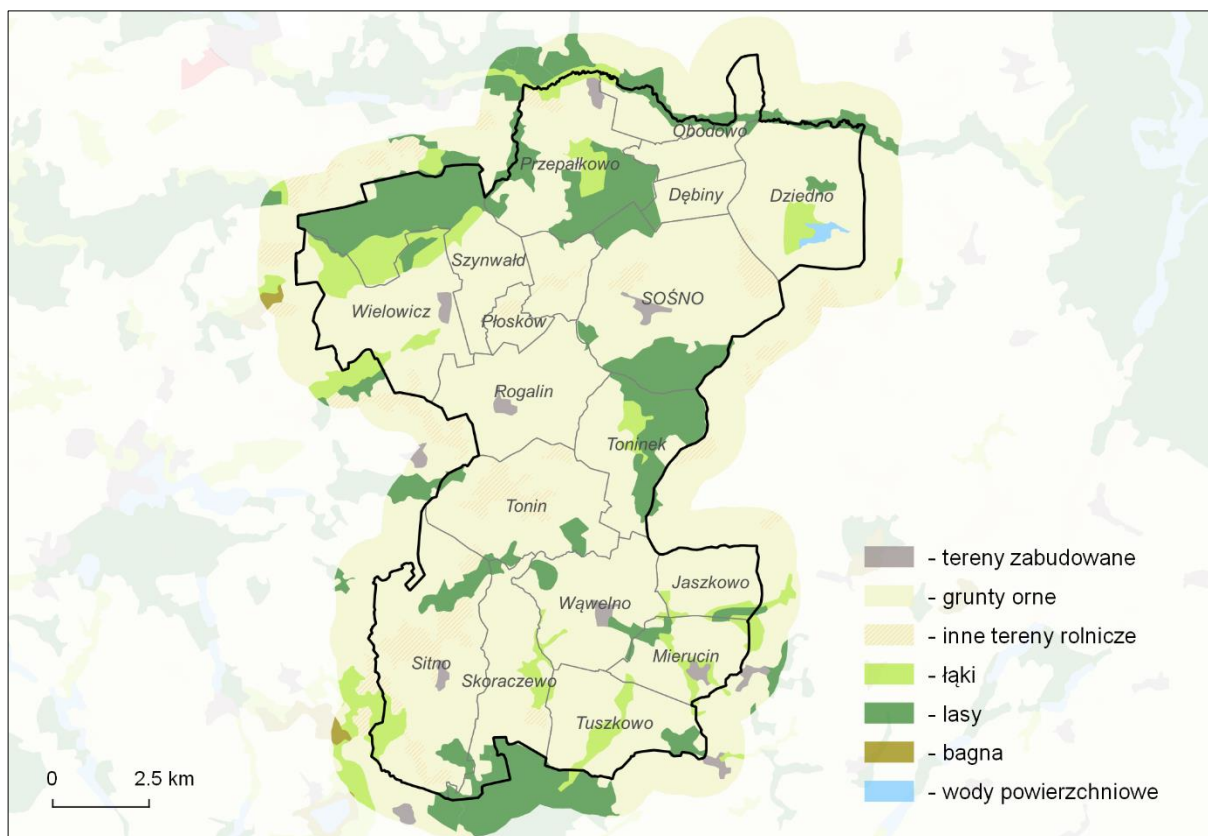 Obodowo
Przepałkowo
Dębiny
Dziedno
Szynwałd
SOŚNO
Wielowicz
Płosków
Rogalin
Toninek
Tonin
Jaszkowo
Wąwelno
Mierucin
Sitno
Skoraczewo
Tuszkowo
0 2.5 km
- tereny zabudowane
- grunty orne
- inne tereny rolnicze
- łąki
- lasy
- bagna
- wody powierzchniowe